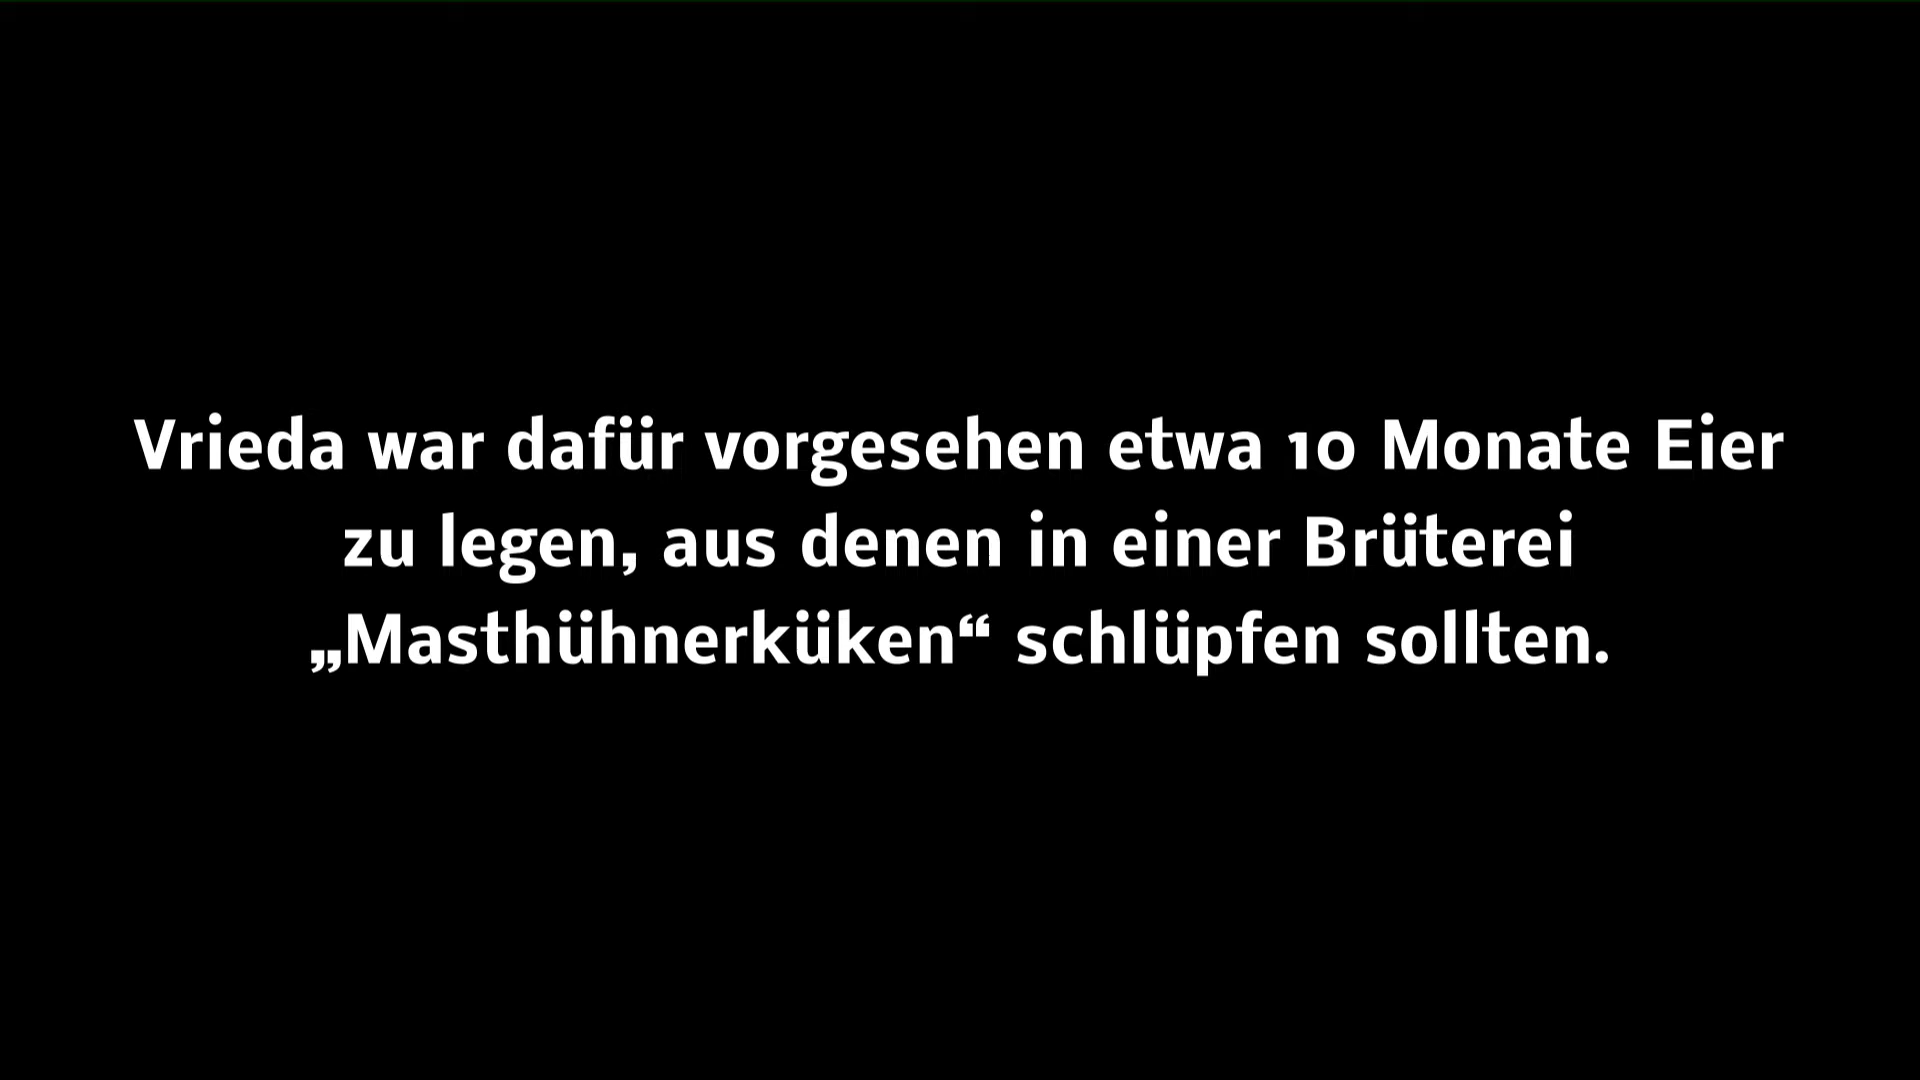 Vrieda war dafür vorgesehen etwa 10 Monate Eier
zu legen, aus denen in einer Brüterei
„Masthühnerküken“ schlüpfen sollten.